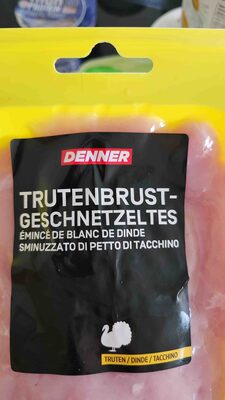 DENNER
TRUTENBRUST-
GESCHNETZELTES
ÉMINCÉ DE BLANC DE DINDE
SMINUZZATO DI PETTO DI TACCHINO
TRUTEN / DINDE / TACCHINO